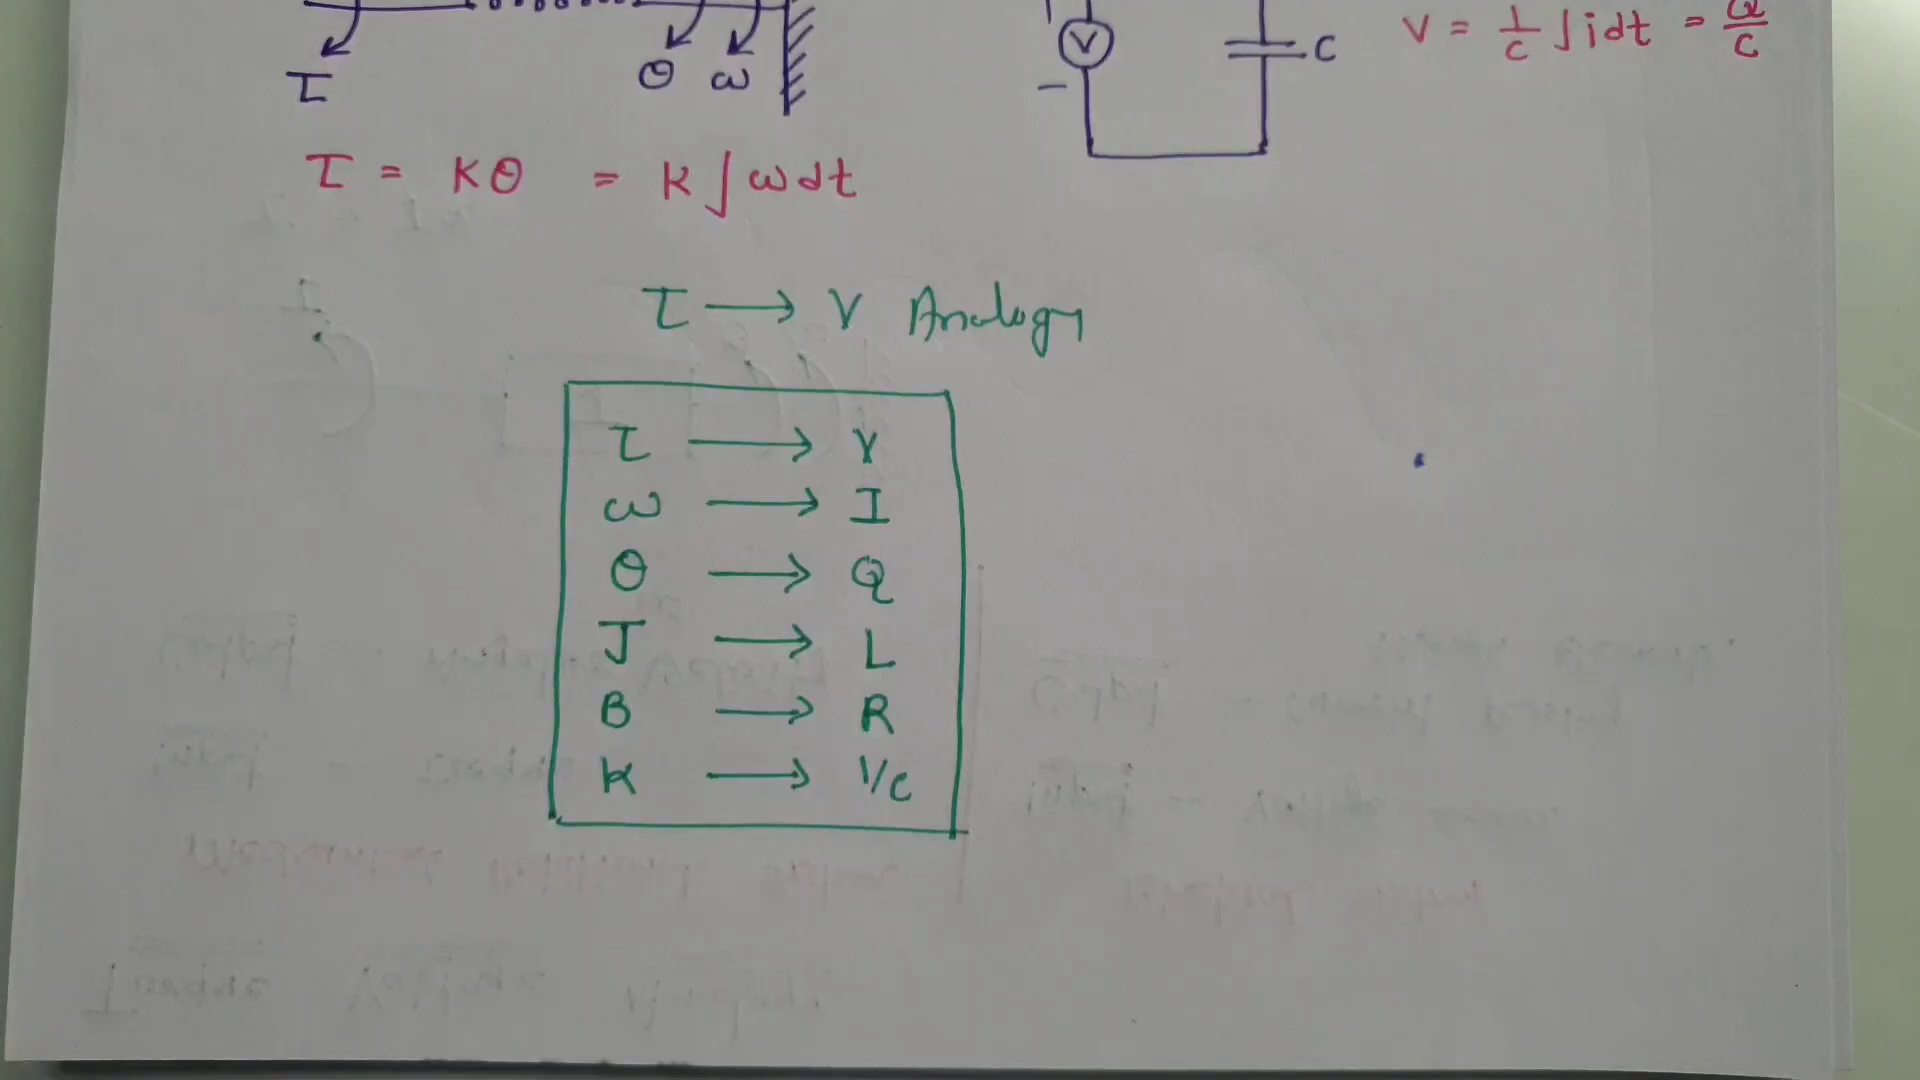 V = 1/C ∫idt = Q/C
V
C
−
τ
θ ω
τ = Kθ = K∫ωdt
τ → V Analogy
τ → V
ω → I
θ → Q
J → L
B → R
K → 1/C